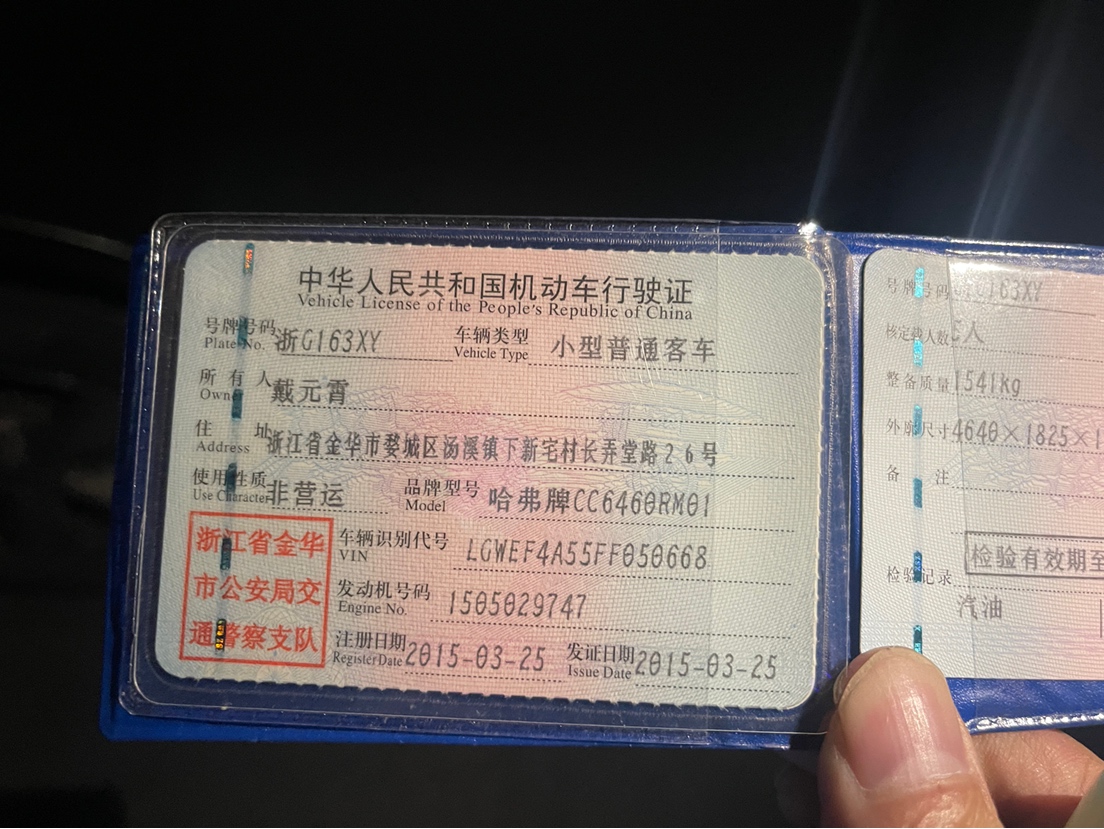 中华人民共和国机动车行驶证
Vehicle License of the People's Republic of China
号牌号码 浙G163XY 车辆类型 小型普通客车
Plate No. Vehicle Type
所有人 戴元霄
Owner
住址 浙江省金华市婺城区汤溪镇下新宅村长弄堂路26号
Address
使用性质 非营运 品牌型号 哈弗牌CC6460RM01
Use Character Model
浙江省金华
市公安局交
通警察支队
车辆识别代号 LGWEF4A55FF050668
VIN
发动机号码 1505029747
Engine No.
注册日期 2015-03-25 发证日期 2015-03-25
Register Date Issue Date
号牌号码 G163XY
核定载人数 人
整备质量 1541kg
外廓尺寸 4640×1825×1
备注
检验有效期至
检验记录
汽油